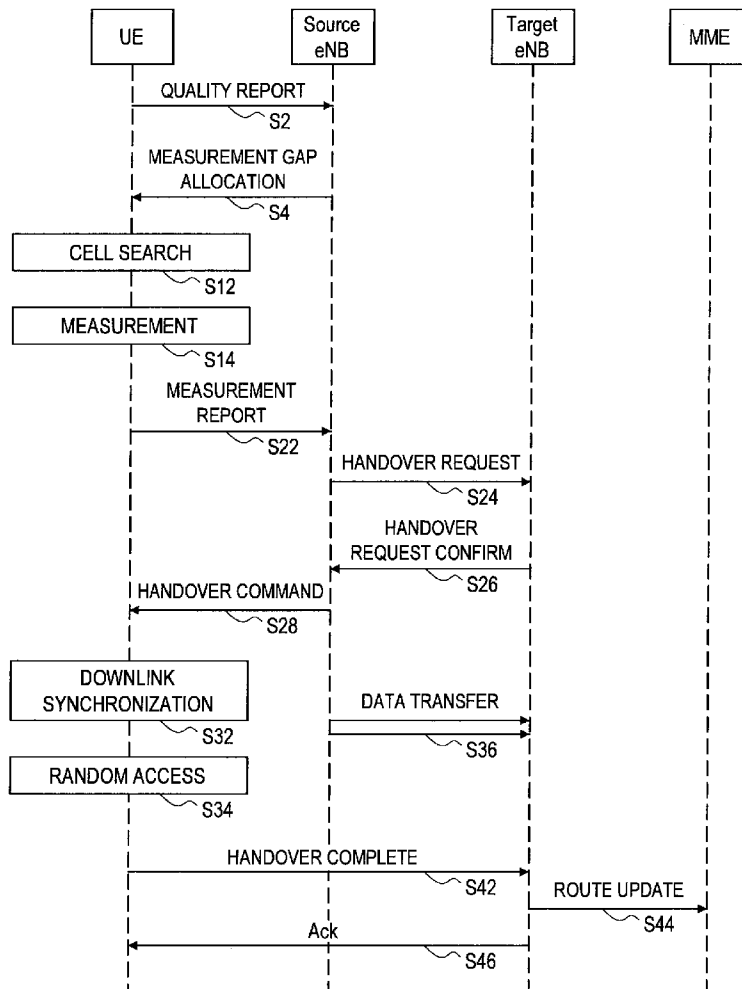 UE
Source
eNB
Target
eNB
MME
QUALITY REPORT
S2
MEASUREMENT GAP
ALLOCATION
S4
CELL SEARCH
S12
MEASUREMENT
S14
MEASUREMENT
REPORT
S22
HANDOVER REQUEST
S24
HANDOVER
REQUEST CONFIRM
S26
HANDOVER COMMAND
S28
DOWNLINK
SYNCHRONIZATION
S32
DATA TRANSFER
S36
RANDOM ACCESS
S34
HANDOVER COMPLETE
S42
ROUTE UPDATE
S44
Ack
S46